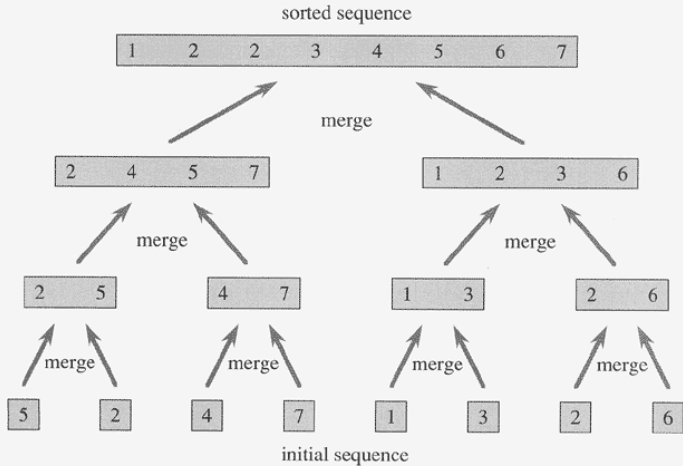 sorted sequence
1 2 2 3 4 5 6 7
merge
2 4 5 7 1 2 3 6
merge merge
2 5 4 7 1 3 2 6
merge merge merge merge
5 2 4 7 1 3 2 6
initial sequence